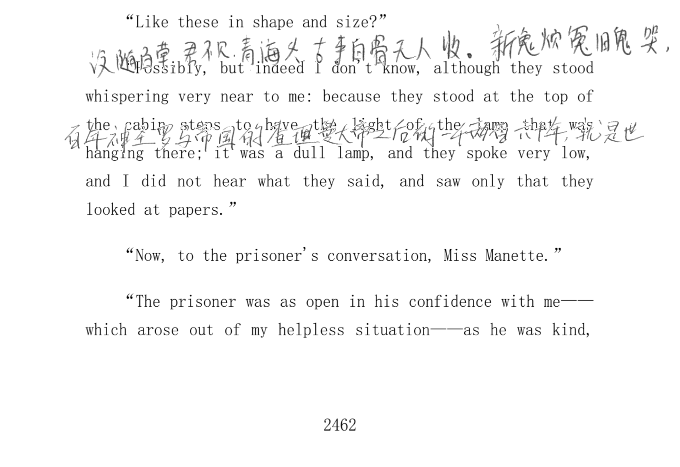 “Like these in shape and size?”
没随百草 君不见,青海头 古来白骨无人收。新鬼烦冤旧鬼哭,
“Possibly, but indeed I don't know, although they stood
whispering very near to me: because they stood at the top of
the cabin steps to have the light of the lamp that was
百年神圣罗马帝国的查理曼大帝之后的一千 年,就是世
hanging there; it was a dull lamp, and they spoke very low,
and I did not hear what they said, and saw only that they
looked at papers.”
“Now, to the prisoner's conversation, Miss Manette.”
“The prisoner was as open in his confidence with me——
which arose out of my helpless situation——as he was kind,
2462